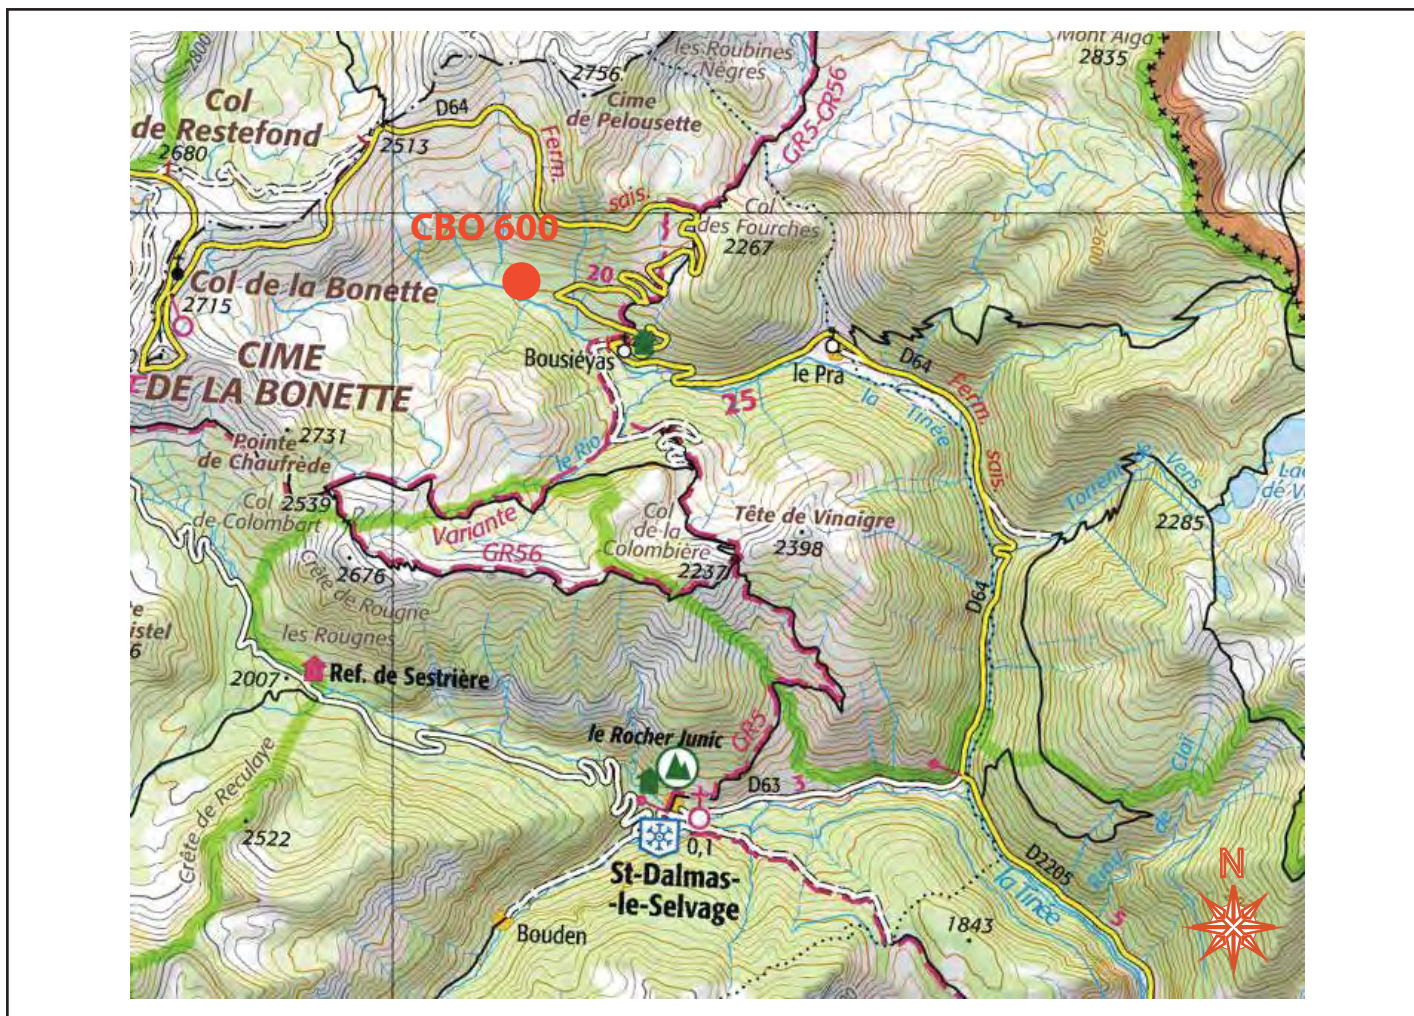 Mont Aiga
2835
les Roubines
Nègres
2800
2756
Cime
de Pelousette
GR5-GR56
Col
de Restefond
2680
D64
2513
Ferm.
sais.
Col
des Fourches
2267
2600
CBO 600
20
Col de la Bonette
2715
CIME
DE LA BONETTE
Bousiéyas
le Pra
D64
Ferm.
sais.
la Tinée
25
2731
Pointe
de Chaufrède
le Rio
Torrent de Vens
2285
2539
Col
de Colombart
Variante
GR56
Col
de la
Colombière
2237
Tête de Vinaigre
2398
2676
Crête de Rougne
les Rougnes
D64
istel
6
2007
Ref. de Sestrière
le Rocher Junic
GR5
D63
3
Crête de Reculaye
2522
0,1
St-Dalmas-
-le-Selvage
D2205
la Tinée
5
1843
Bouden
N